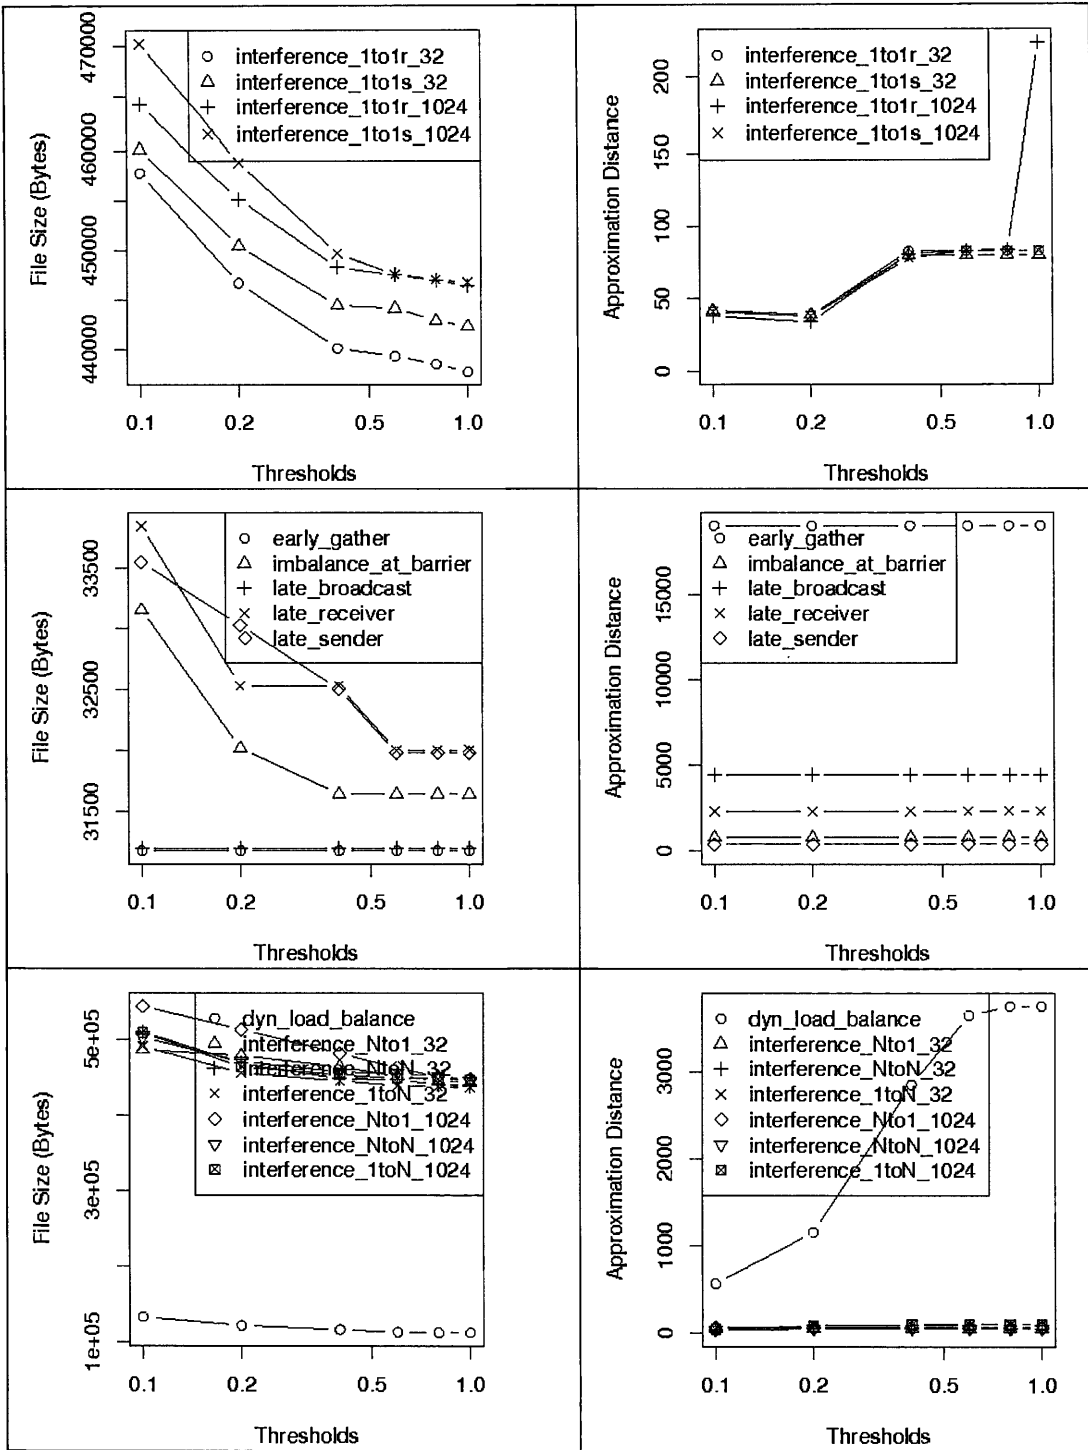 File Size (Bytes)
470000
460000
450000
440000
interference_1to1r_32
interference_1to1s_32
interference_1to1r_1024
interference_1to1s_1024
0.1 0.2 0.5 1.0
Thresholds
Approximation Distance
200
150
100
50
0
interference_1to1r_32
interference_1to1s_32
interference_1to1r_1024
interference_1to1s_1024
0.1 0.2 0.5 1.0
Thresholds
File Size (Bytes)
33500
32500
31500
early_gather
imbalance_at_barrier
late_broadcast
late_receiver
late_sender
0.1 0.2 0.5 1.0
Thresholds
Approximation Distance
15000
10000
5000
0
early_gather
imbalance_at_barrier
late_broadcast
late_receiver
late_sender
0.1 0.2 0.5 1.0
Thresholds
File Size (Bytes)
5e+05
3e+05
1e+05
dyn_load_balance
interference_Nto1_32
interference_NtoN_32
interference_1toN_32
interference_Nto1_1024
interference_NtoN_1024
interference_1toN_1024
0.1 0.2 0.5 1.0
Thresholds
Approximation Distance
3000
2000
1000
0
dyn_load_balance
interference_Nto1_32
interference_NtoN_32
interference_1toN_32
interference_Nto1_1024
interference_NtoN_1024
interference_1toN_1024
0.1 0.2 0.5 1.0
Thresholds